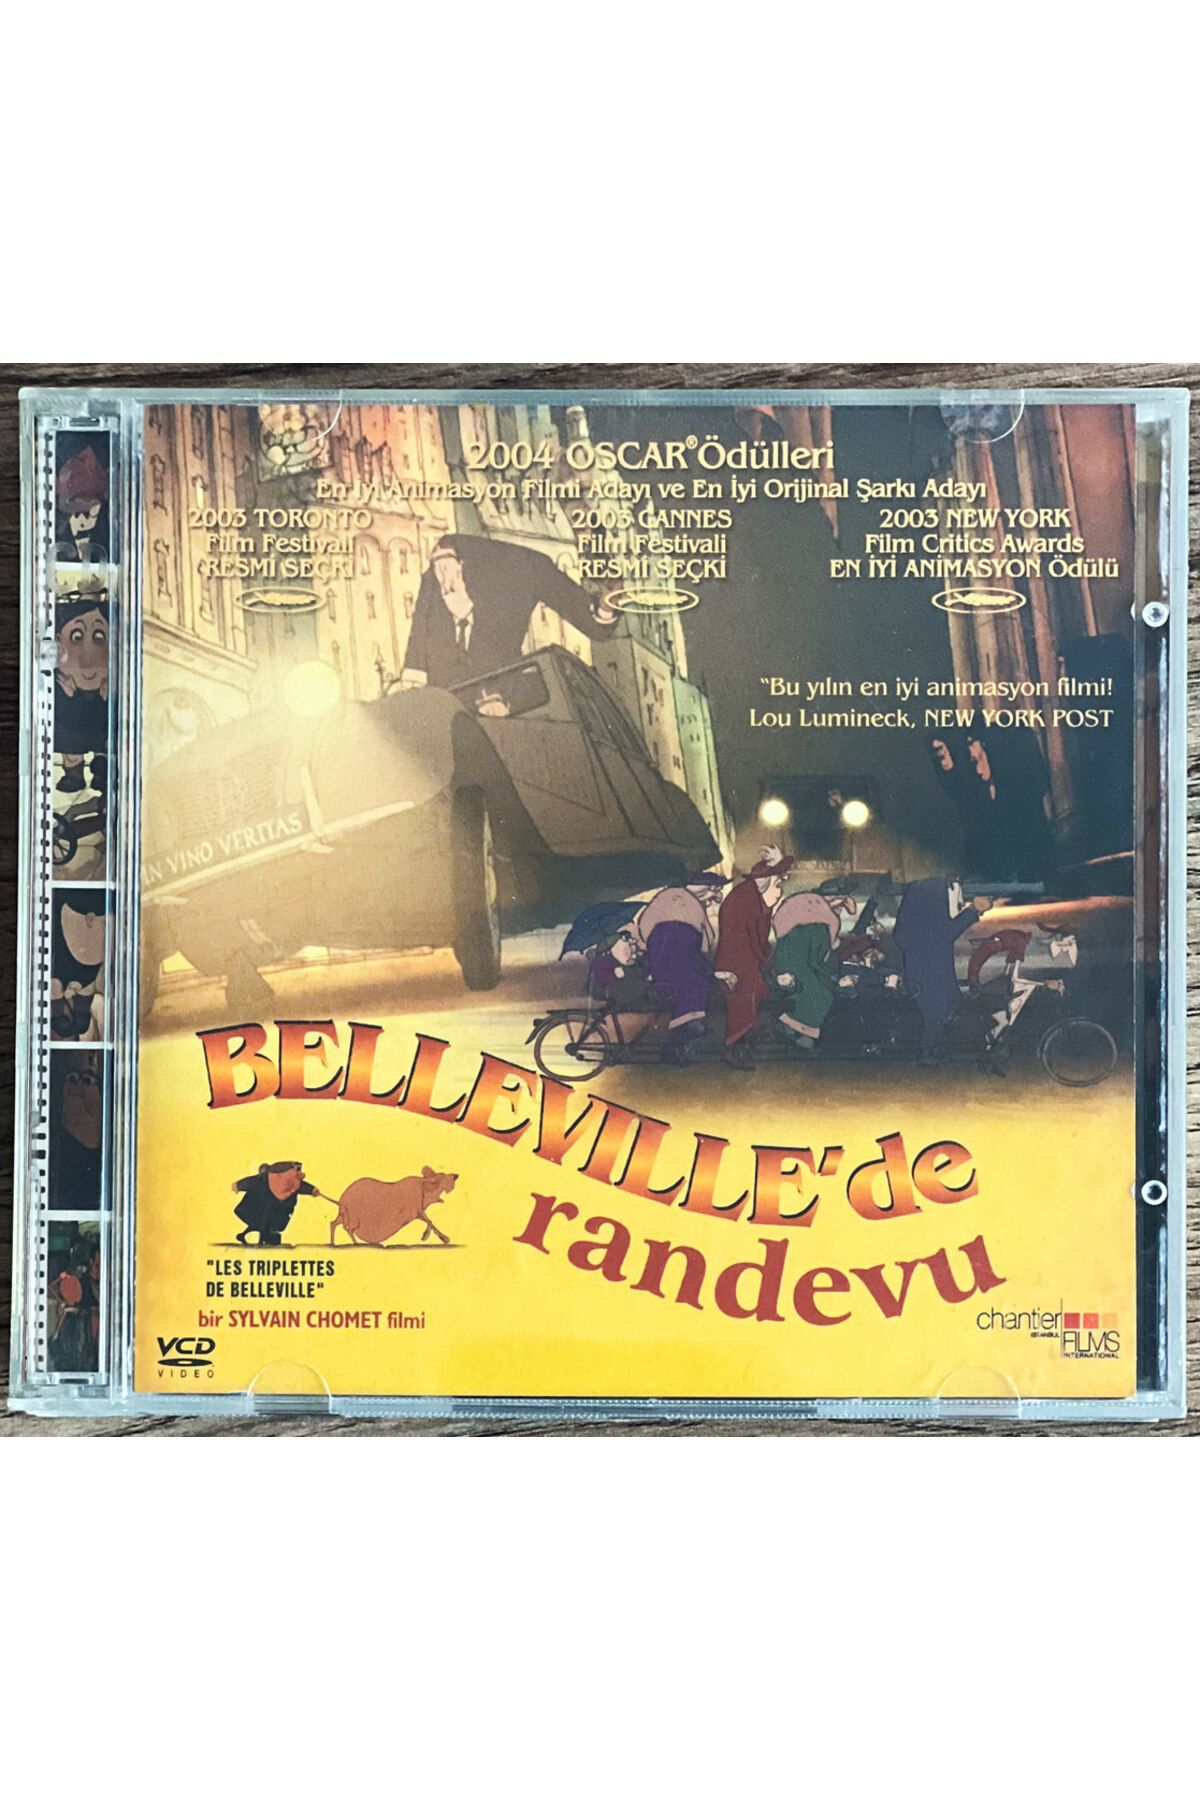 2004 OSCAR® Ödülleri
En İyi Animasyon Filmi Adayı ve En İyi Orijinal Şarkı Adayı
2003 TORONTO
Film Festivali
RESMİ SEÇKİ
2003 CANNES
Film Festivali
RESMİ SEÇKİ
2003 NEW YORK
Film Critics Awards
EN İYİ ANİMASYON Ödülü
"Bu yılın en iyi animasyon filmi!
Lou Lumineck, NEW YORK POST
IN VINO VERITAS
BELLEVILLE'de
randevu
"LES TRIPLETTES
DE BELLEVILLE"
bir SYLVAIN CHOMET filmi
VCD
VIDEO
chantier
ISTANBUL
FILMS
INTERNATIONAL